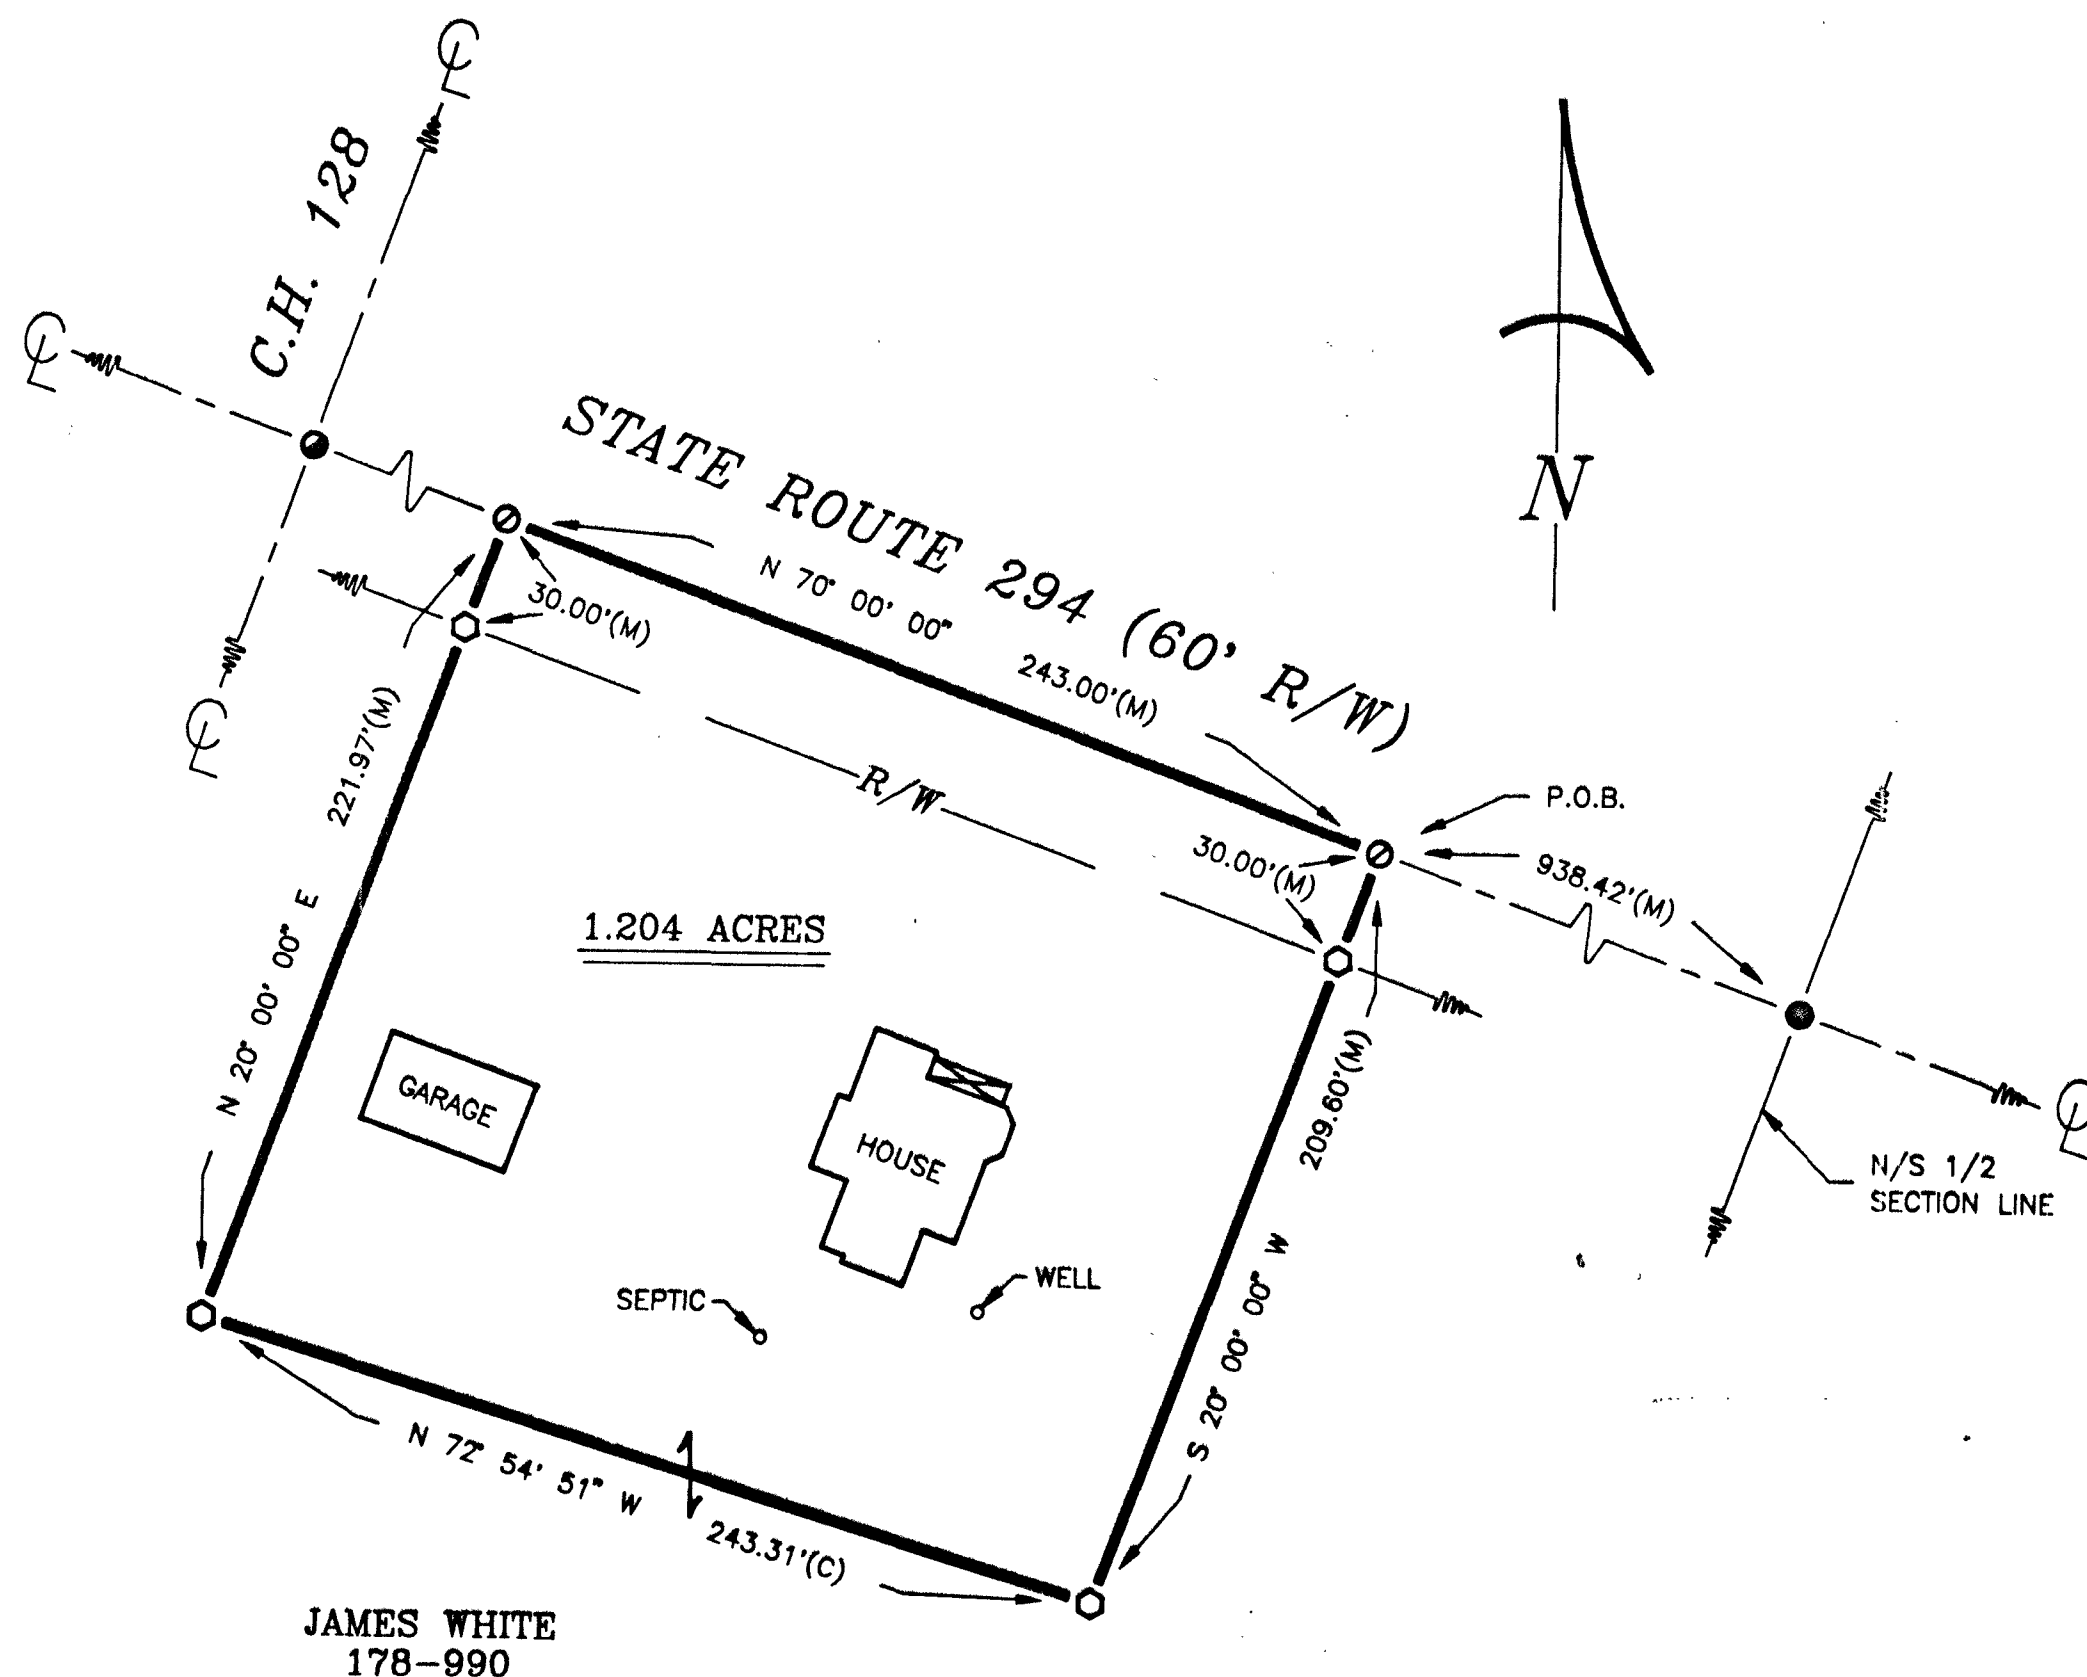 C.H. 128
STATE ROUTE 294 (60' R/W)
N 70° 00' 00"
243.00'(M)
30.00'(M)
R/W
221.97'(M)
N 20° 00' 00" E
P.O.B.
30.00'(M)
938.42'(M)
N
1.204 ACRES
GARAGE
HOUSE
209.60'(M)
S 20° 00' 00" W
N/S 1/2
SECTION LINE
SEPTIC
WELL
N 72° 54' 51" W
243.31'(C)
JAMES WHITE
178-990
℄
℄
℄
℄